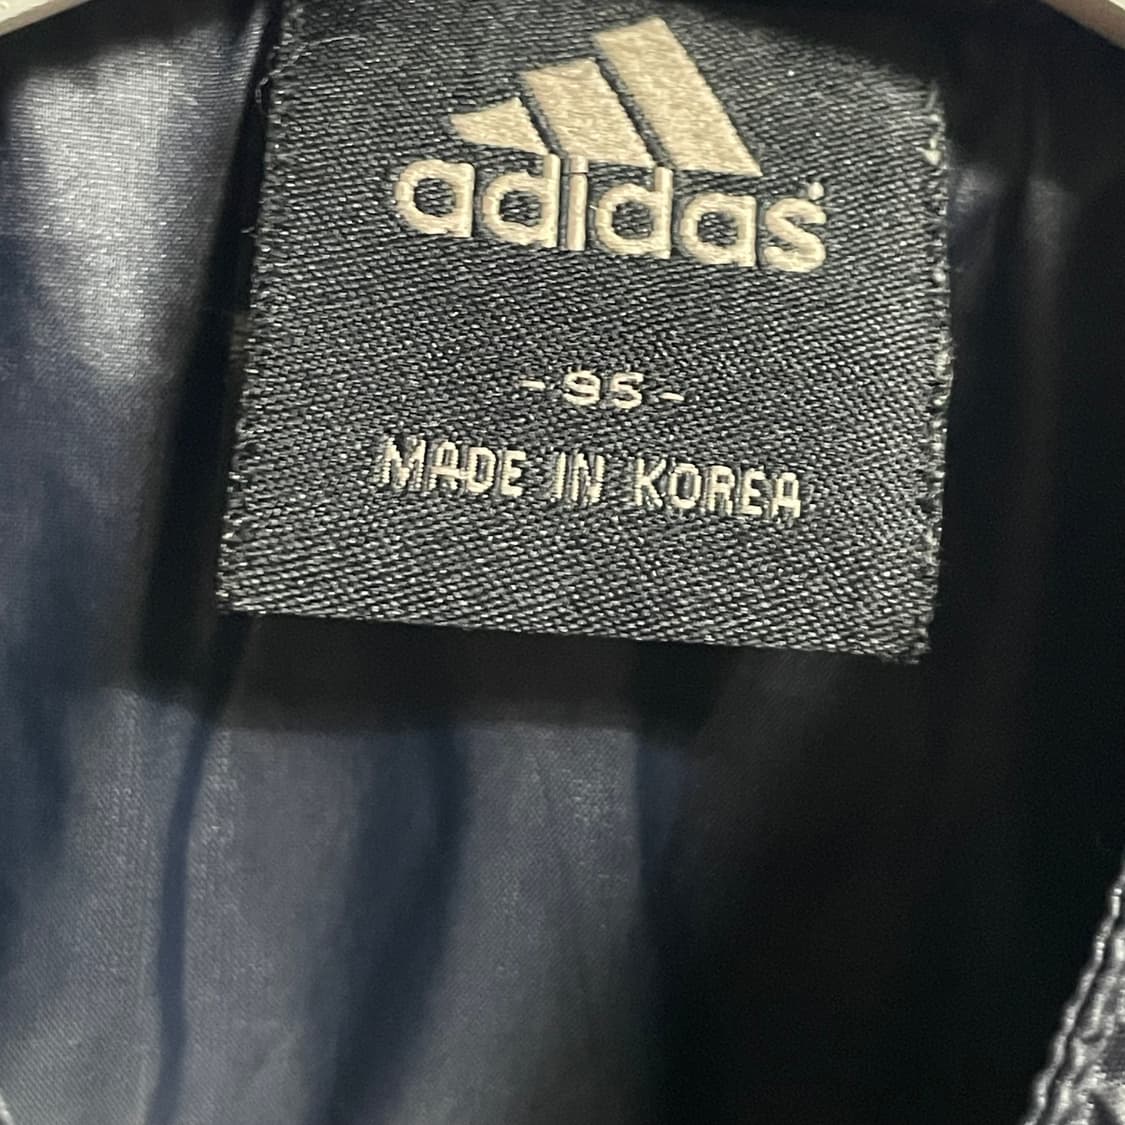 adidas
-95-
MADE IN KOREA